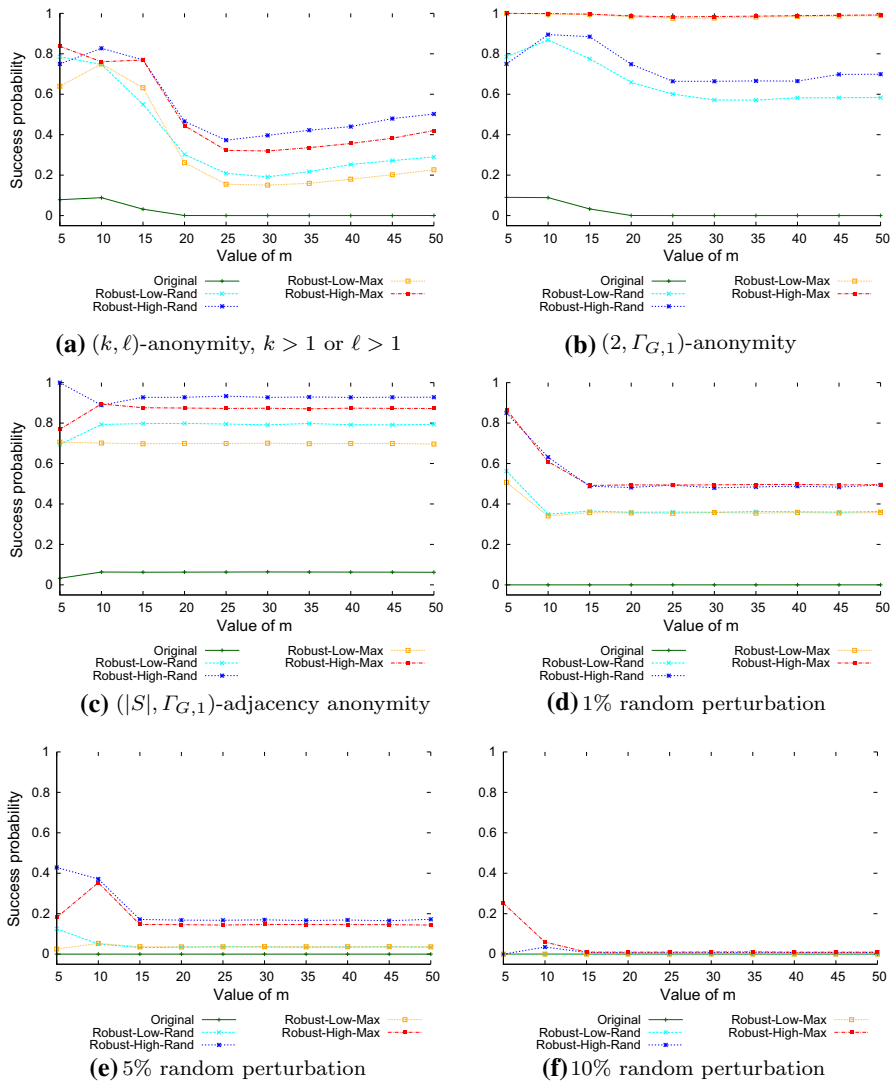 1
0.8
0.6
0.4
0.2
0
Success probability
5 10 15 20 25 30 35 40 45 50
Value of m
Original
Robust-Low-Rand
Robust-High-Rand
Robust-Low-Max
Robust-High-Max
(a) (k, ℓ)-anonymity, k > 1 or ℓ > 1
1
0.8
0.6
0.4
0.2
0
5 10 15 20 25 30 35 40 45 50
Value of m
Original
Robust-Low-Rand
Robust-High-Rand
Robust-Low-Max
Robust-High-Max
(b) (2, Γ_{G,1})-anonymity
1
0.8
0.6
0.4
0.2
0
Success probability
5 10 15 20 25 30 35 40 45 50
Value of m
Original
Robust-Low-Rand
Robust-High-Rand
Robust-Low-Max
Robust-High-Max
(c) (|S|, Γ_{G,1})-adjacency anonymity
1
0.8
0.6
0.4
0.2
0
5 10 15 20 25 30 35 40 45 50
Value of m
Original
Robust-Low-Rand
Robust-High-Rand
Robust-Low-Max
Robust-High-Max
(d) 1% random perturbation
1
0.8
0.6
0.4
0.2
0
Success probability
5 10 15 20 25 30 35 40 45 50
Value of m
Original
Robust-Low-Rand
Robust-High-Rand
Robust-Low-Max
Robust-High-Max
(e) 5% random perturbation
1
0.8
0.6
0.4
0.2
0
5 10 15 20 25 30 35 40 45 50
Value of m
Original
Robust-Low-Rand
Robust-High-Rand
Robust-Low-Max
Robust-High-Max
(f) 10% random perturbation